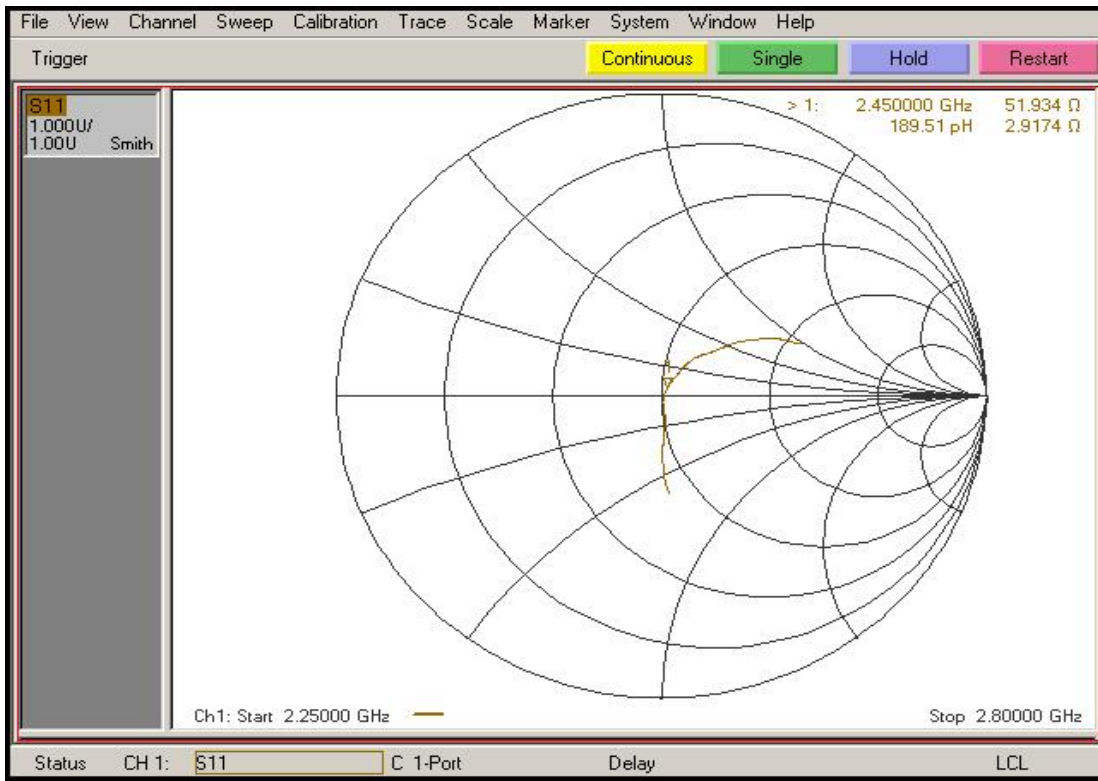 File View Channel Sweep Calibration Trace Scale Marker System Window Help
Trigger Continuous Single Hold Restart
S11
1.000U/
1.00U Smith
> 1: 2.450000 GHz 51.934 Ω
189.51 pH 2.9174 Ω
Ch1: Start 2.25000 GHz Stop 2.80000 GHz
Status CH 1: S11 C 1-Port Delay LCL